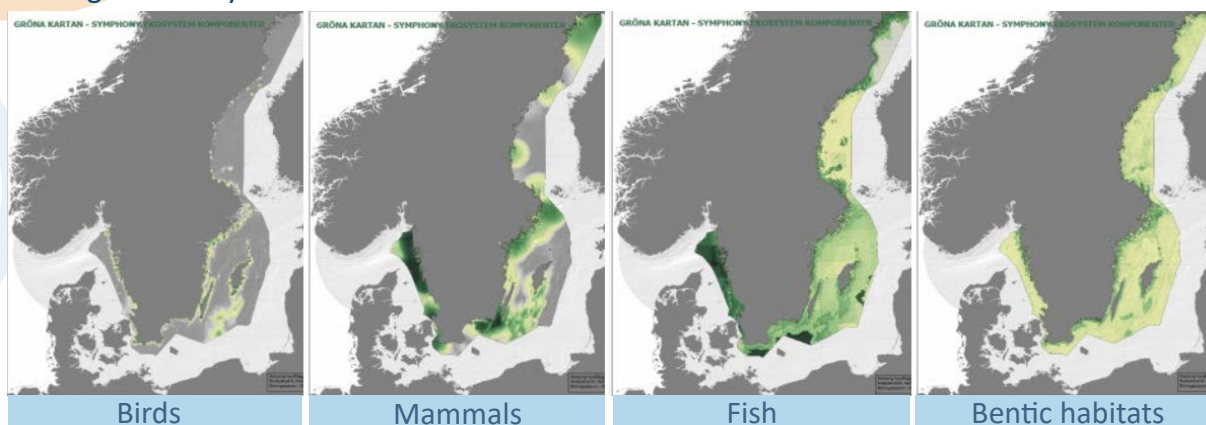 GRÖNA KARTAN - SYMPHONY EKOSYSTEM KOMPONENTER
GRÖNA KARTAN - SYMPHONY EKOSYSTEM KOMPONENTER
GRÖNA KARTAN - SYMPHONY EKOSYSTEM KOMPONENTER
GRÖNA KARTAN - SYMPHONY EKOSYSTEM KOMPONENTER
Birds
Mammals
Fish
Bentic habitats